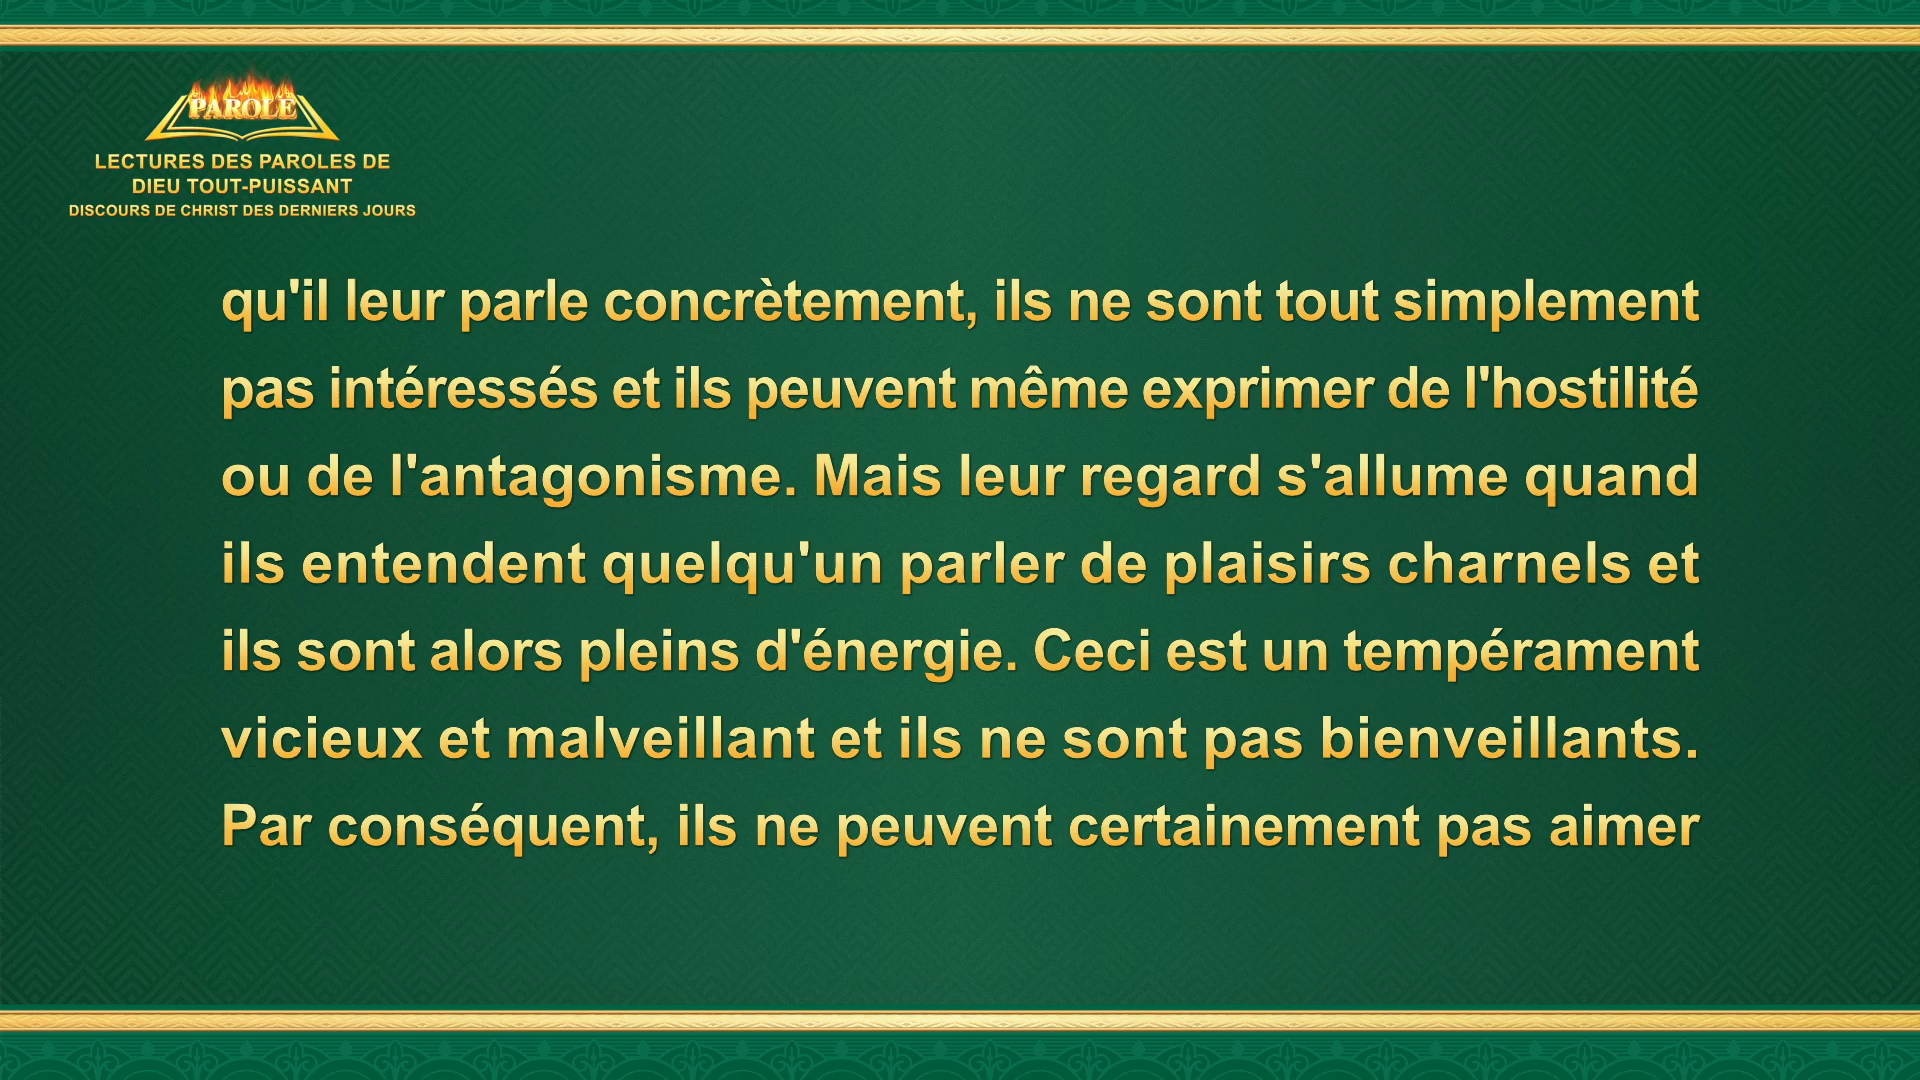 PAROLE
LECTURES DES PAROLES DE
DIEU TOUT-PUISSANT
DISCOURS DE CHRIST DES DERNIERS JOURS
qu'il leur parle concrètement, ils ne sont tout simplement
pas intéressés et ils peuvent même exprimer de l'hostilité
ou de l'antagonisme. Mais leur regard s'allume quand
ils entendent quelqu'un parler de plaisirs charnels et
ils sont alors pleins d'énergie. Ceci est un tempérament
vicieux et malveillant et ils ne sont pas bienveillants.
Par conséquent, ils ne peuvent certainement pas aimer